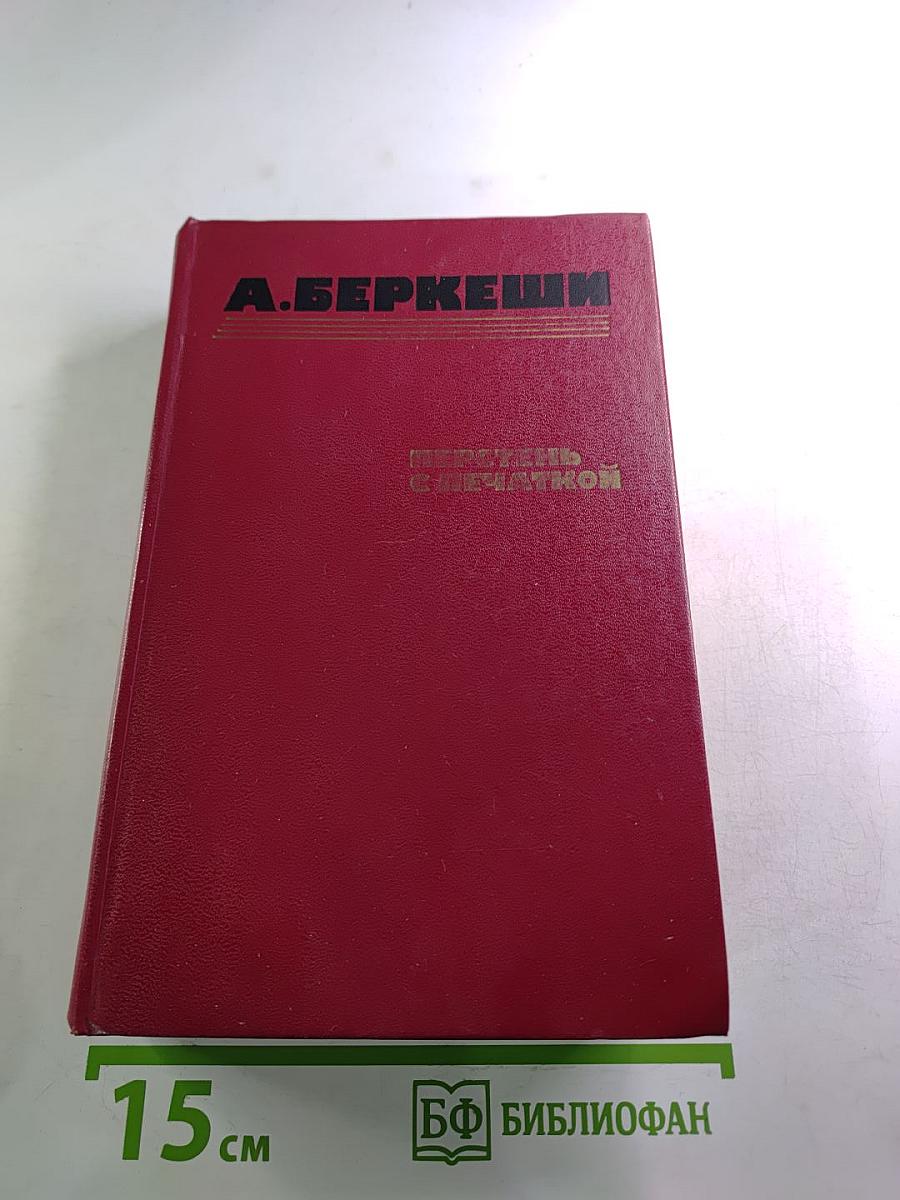 А.БЕРКЕШИ
ПЕРСТЕНЬ
С ПЕЧАТКОЙ
15 см
БФ БИБЛИОФАН